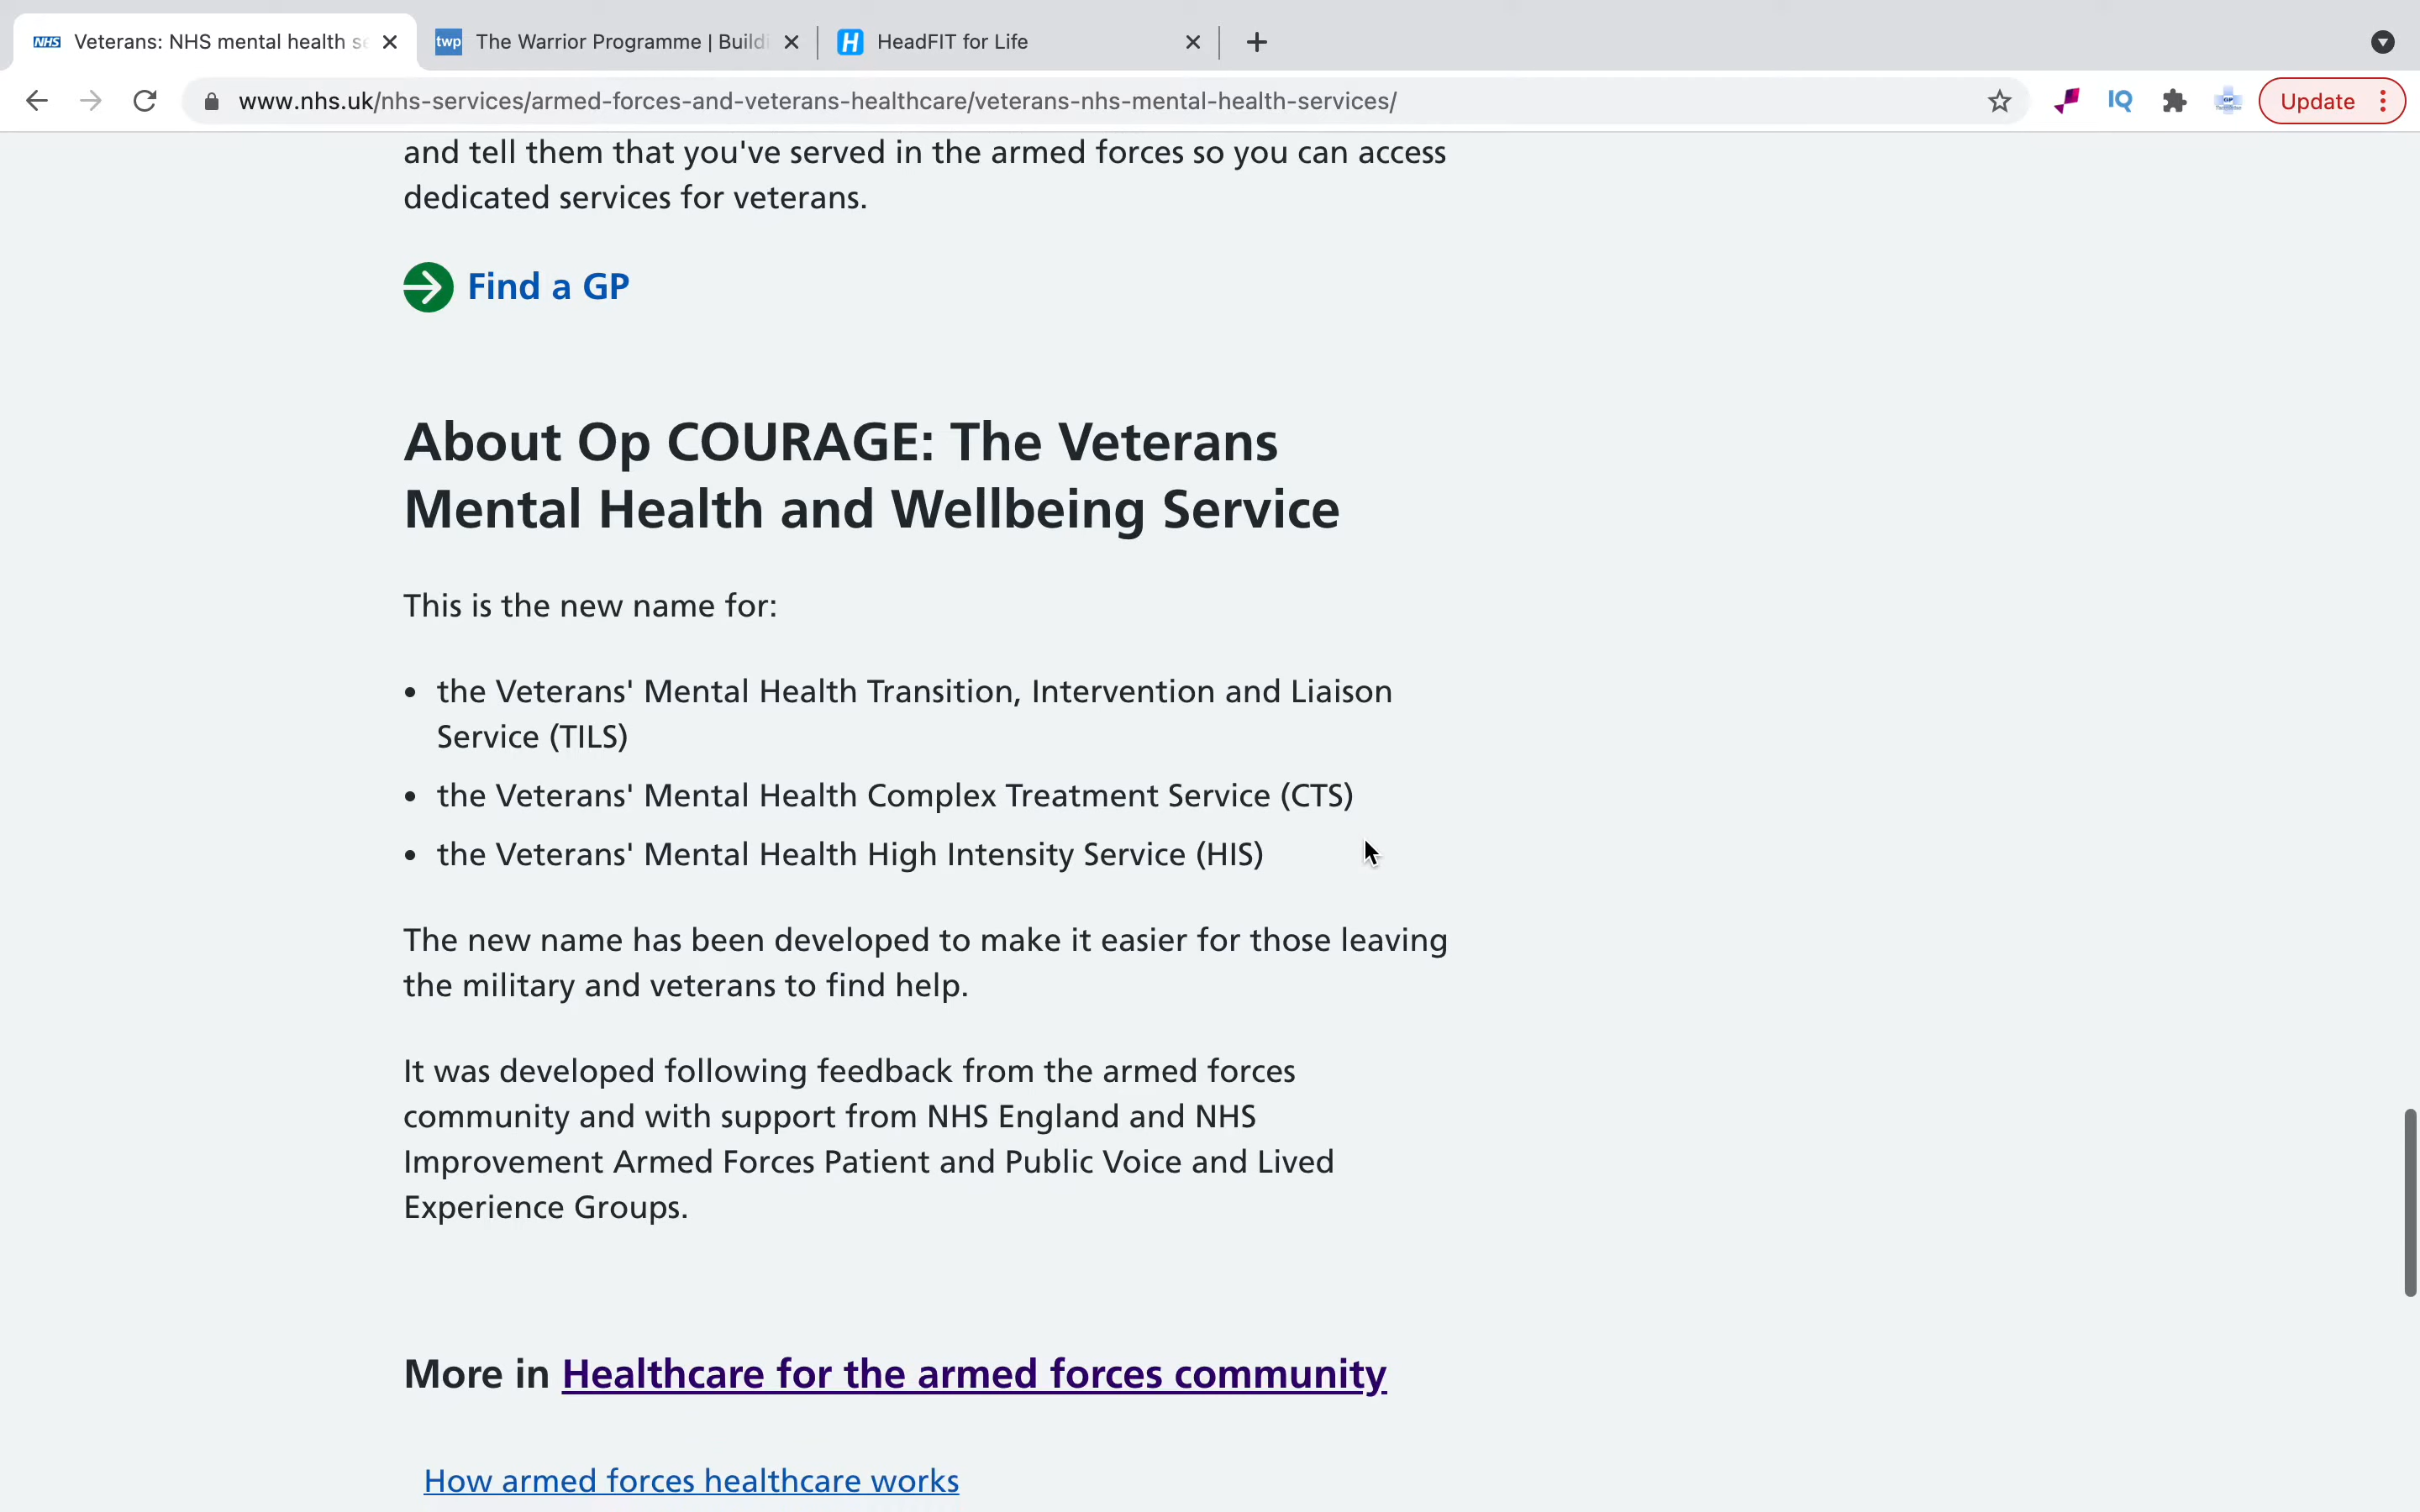 NHS Veterans: NHS mental health se
twp The Warrior Programme | Buildi
H HeadFIT for Life
www.nhs.uk/nhs-services/armed-forces-and-veterans-healthcare/veterans-nhs-mental-health-services/
IQ
GP
Update
and tell them that you've served in the armed forces so you can access
dedicated services for veterans.
Find a GP
About Op COURAGE: The Veterans
Mental Health and Wellbeing Service
This is the new name for:
• the Veterans' Mental Health Transition, Intervention and Liaison
Service (TILS)
• the Veterans' Mental Health Complex Treatment Service (CTS)
• the Veterans' Mental Health High Intensity Service (HIS)
The new name has been developed to make it easier for those leaving
the military and veterans to find help.
It was developed following feedback from the armed forces
community and with support from NHS England and NHS
Improvement Armed Forces Patient and Public Voice and Lived
Experience Groups.
More in Healthcare for the armed forces community
How armed forces healthcare works